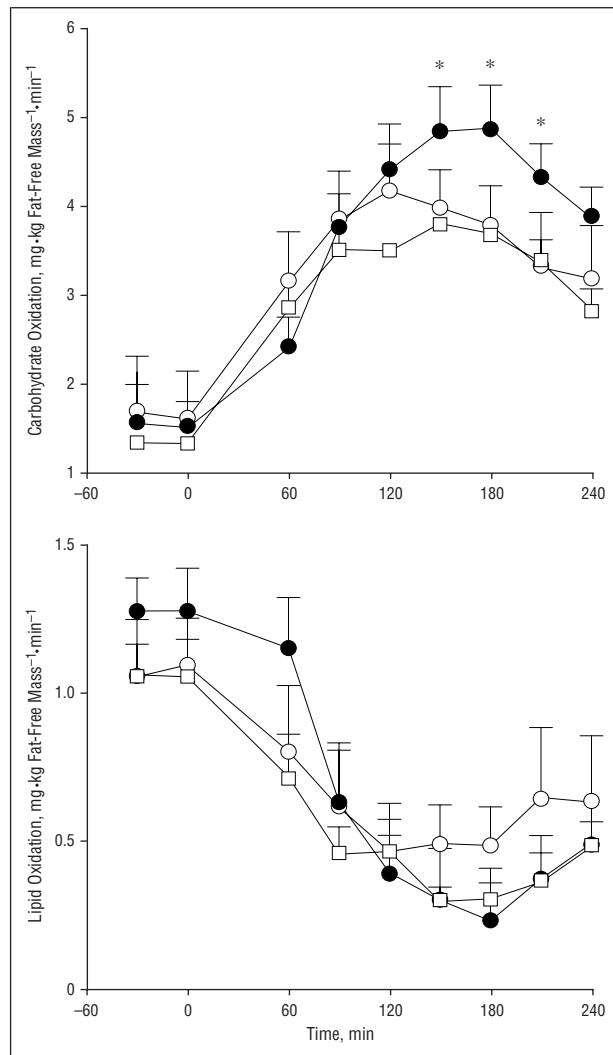 Carbohydrate Oxidation, mg•kg Fat-Free Mass⁻¹•min⁻¹
6
5
4
3
2
1
* * *
–60 0 60 120 180 240
Lipid Oxidation, mg•kg Fat-Free Mass⁻¹•min⁻¹
1.5
1.0
0.5
0
–60 0 60 120 180 240
Time, min